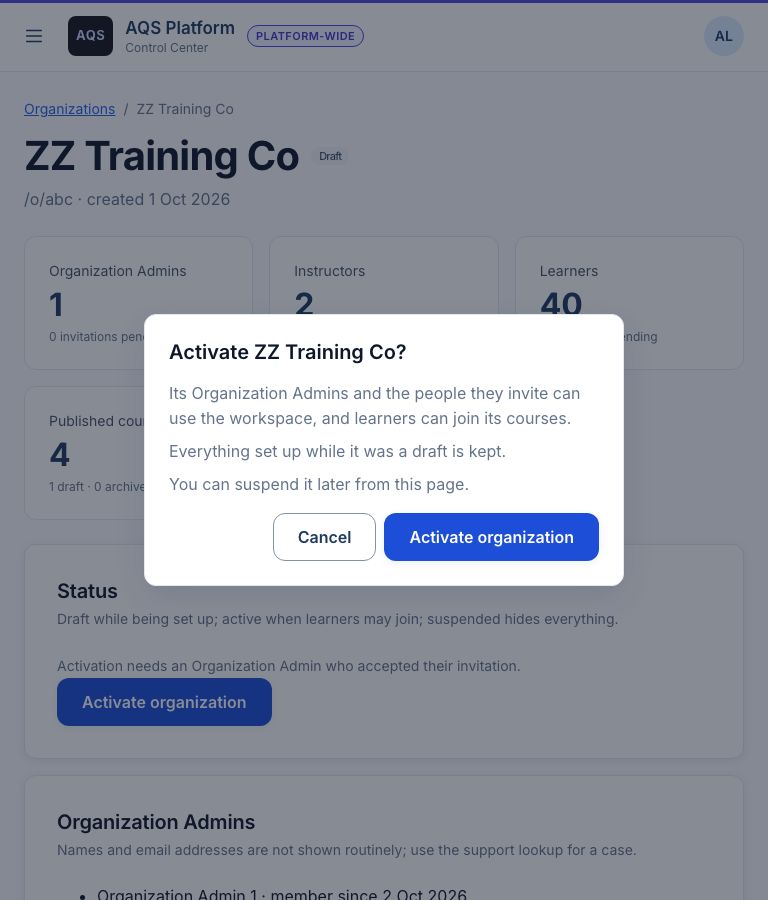 AQS
AQS Platform
Control Center
PLATFORM-WIDE
AL
Organizations / ZZ Training Co
ZZ Training Co
Draft
/o/abc · created 1 Oct 2026
Organization Admins
1
0 invitations
Instructors
2
Learners
40
Published
4
1 draft · 0
Activate ZZ Training Co?
Its Organization Admins and the people they invite can
use the workspace, and learners can join its courses.
Everything set up while it was a draft is kept.
You can suspend it later from this page.
Cancel
Activate organization
Status
Draft while being set up; active when learners may join; suspended hides everything.
Activation needs an Organization Admin who accepted their invitation.
Activate organization
Organization Admins
Names and email addresses are not shown routinely; use the support lookup for a case.
• Organization Admin 1 · member since 2 Oct 2026